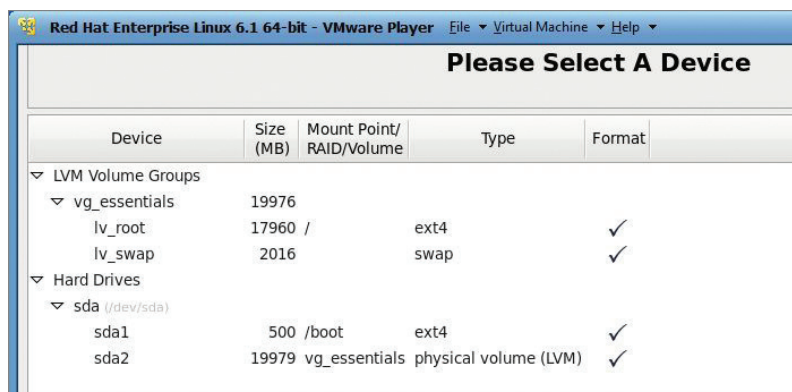 Red Hat Enterprise Linux 6.1 64-bit - VMware Player File Virtual Machine Help
Please Select A Device
Device Size (MB) Mount Point/ RAID/Volume Type Format
LVM Volume Groups
vg_essentials 19976
lv_root 17960 / ext4 ✓
lv_swap 2016 swap ✓
Hard Drives
sda (/dev/sda)
sda1 500 /boot ext4 ✓
sda2 19979 vg_essentials physical volume (LVM) ✓